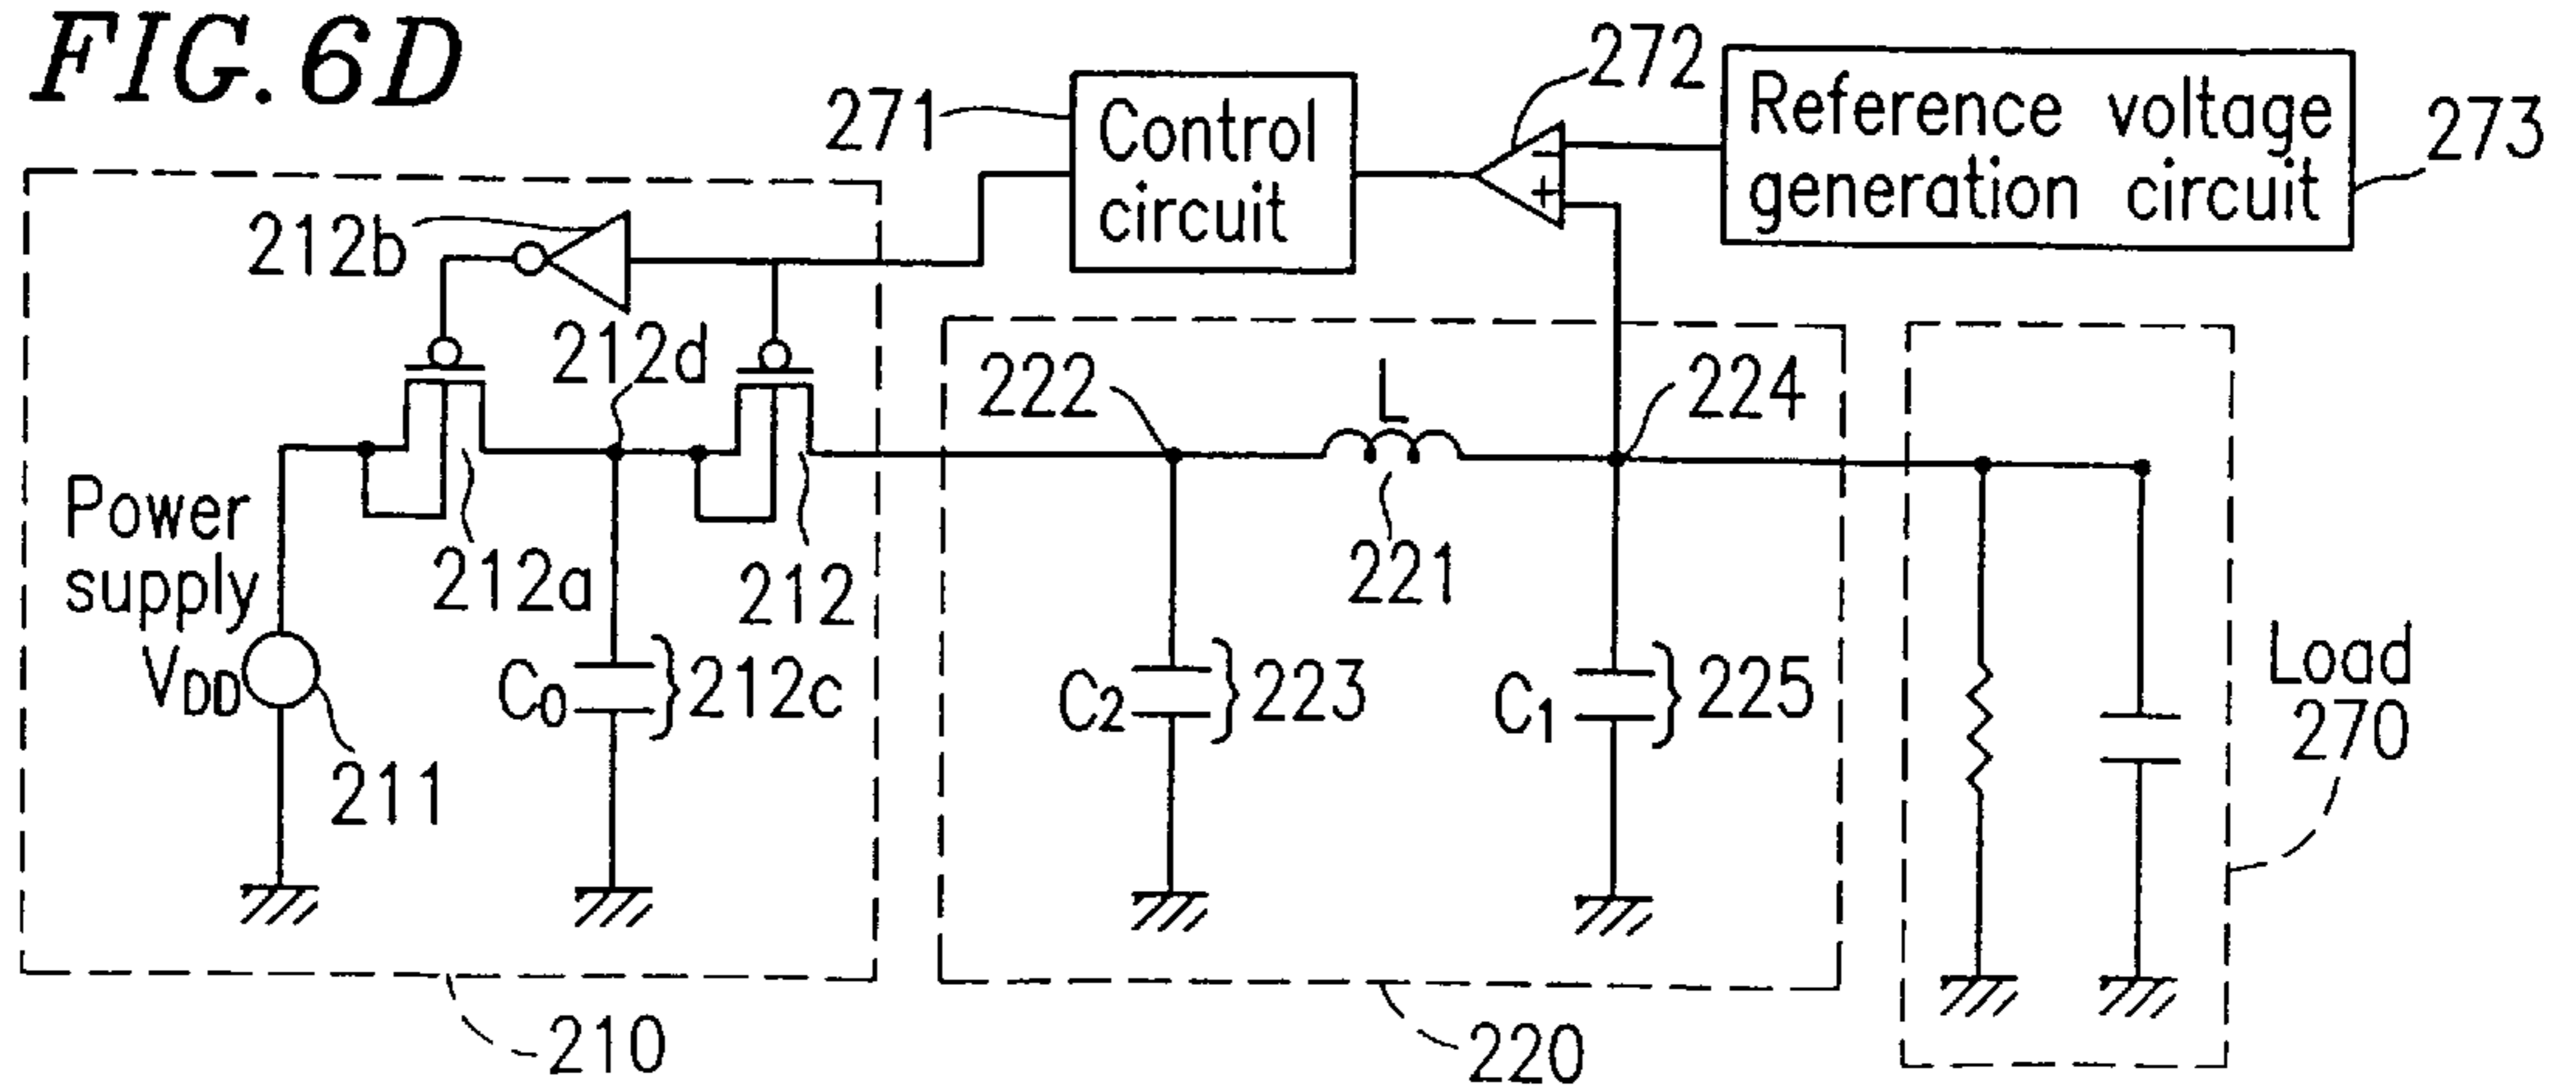 FIG. 6D
271
Control
circuit
272
−
+
Reference voltage
generation circuit
273
212b
212d
222
L
224
Power
supply
VDD
212a
212
221
C0
212c
C2
223
C1
225
Load
270
211
210
220